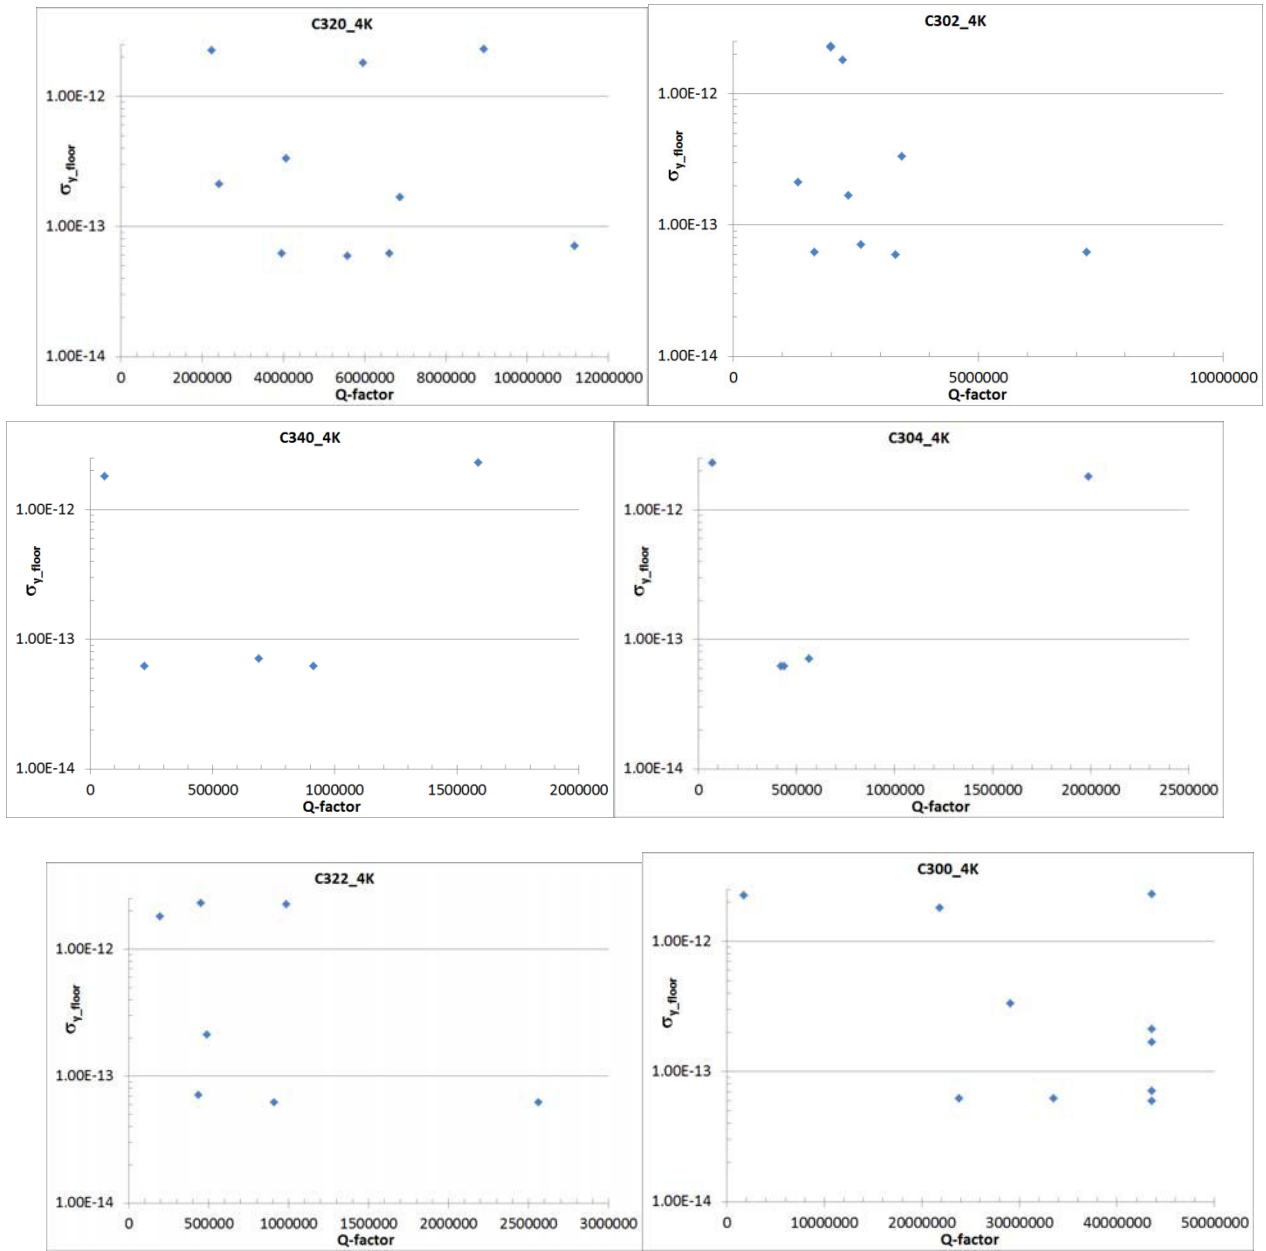 C320_4K
1.00E-12
1.00E-13
1.00E-14
σy_floor
0 2000000 4000000 6000000 8000000 10000000 12000000
Q-factor
C302_4K
1.00E-12
1.00E-13
1.00E-14
σy_floor
0 5000000 10000000
Q-factor
C340_4K
1.00E-12
1.00E-13
1.00E-14
σy_floor
0 500000 1000000 1500000 2000000
Q-factor
C304_4K
1.00E-12
1.00E-13
1.00E-14
σy_floor
0 500000 1000000 1500000 2000000 2500000
Q-factor
C322_4K
1.00E-12
1.00E-13
1.00E-14
σy_floor
0 500000 1000000 1500000 2000000 2500000 3000000
Q-factor
C300_4K
1.00E-12
1.00E-13
1.00E-14
σy_floor
0 10000000 20000000 30000000 40000000 50000000
Q-factor